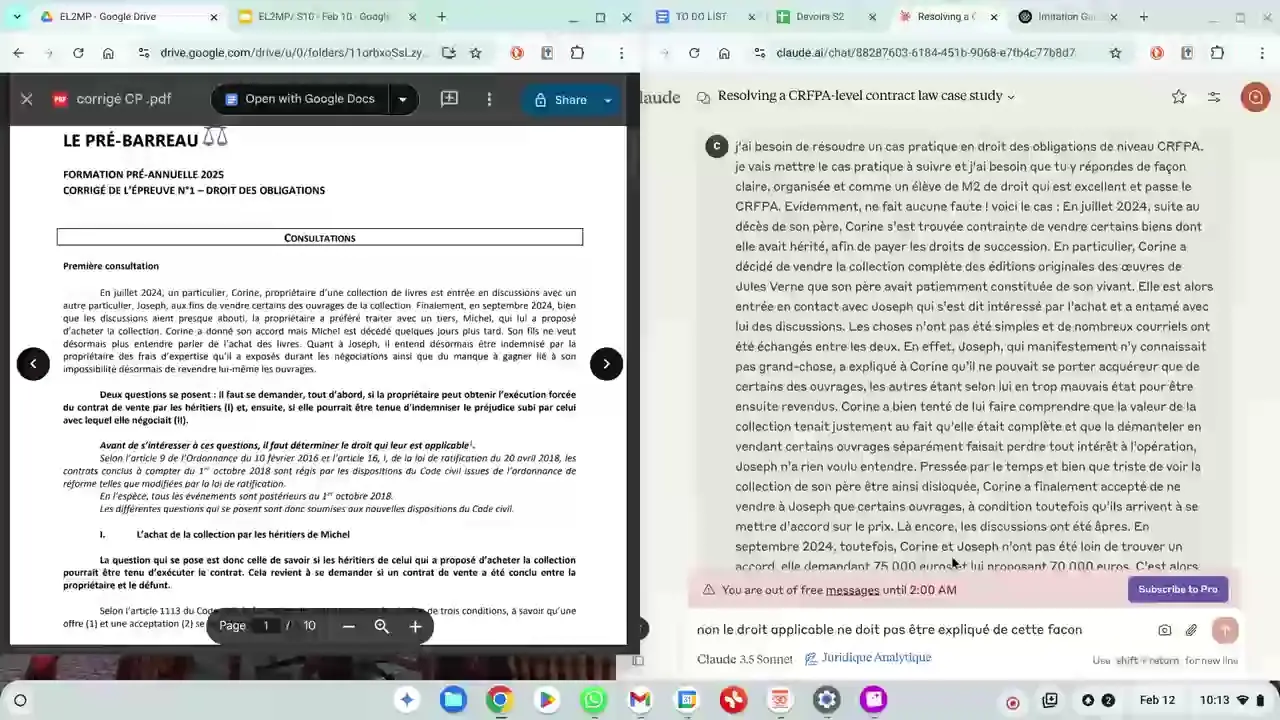 EL2MP - Google Drive
EL2MP/ S10 - Feb 10 - Google
TO DO LIST
Devoirs S2
Resolving a C
Imitation Ga
drive.google.com/drive/u/0/folders/11orbxoSsLzy...
claude.ai/chat/88287603-6184-451b-9068-e7fb4c77b8d7
PDF
corrigé CP .pdf
Open with Google Docs
Share
laude
Resolving a CRFPA-level contract law case study
LE PRÉ-BARREAU
FORMATION PRÉ-ANNUELLE 2025
CORRIGÉ DE L'ÉPREUVE N°1 – DROIT DES OBLIGATIONS
CONSULTATIONS
Première consultation
En juillet 2024, un particulier, Corine, propriétaire d'une collection de livres est entrée en discussions avec un
autre particulier, Joseph, aux fins de vendre certains des ouvrages de la collection. Finalement, en septembre 2024, bien
que les discussions aient presque abouti, la propriétaire a préféré traiter avec un tiers, Michel, qui lui a proposé
d'acheter la collection. Corine a donné son accord mais Michel est décédé quelques jours plus tard. Son fils ne veut
désormais plus entendre parler de l'achat des livres. Quant à Joseph, il entend désormais être indemnisé par la
propriétaire des frais d'expertise qu'il a exposés durant les négociations ainsi que du manque à gagner lié à son
impossibilité désormais de revendre lui-même les ouvrages.
Deux questions se posent : il faut se demander, tout d'abord, si la propriétaire peut obtenir l'exécution forcée
du contrat de vente par les héritiers (I) et, ensuite, si elle pourrait être tenue d'indemniser le préjudice subi par celui
avec lequel elle négociait (II).
Avant de s'intéresser à ces questions, il faut déterminer le droit qui leur est applicable¹.
Selon l'article 9 de l'Ordonnance du 10 février 2016 et l'article 16, I, de la loi de ratification du 20 avril 2018, les
contrats conclus à compter du 1er octobre 2018 sont régis par les dispositions du Code civil issues de l'ordonnance de
réforme telles que modifiées par la loi de ratification.
En l'espèce, tous les événements sont postérieurs au 1er octobre 2018.
Les différentes questions qui se posent sont donc soumises aux nouvelles dispositions du Code civil.
I. L'achat de la collection par les héritiers de Michel
La question qui se pose est donc celle de savoir si les héritiers de celui qui a proposé d'acheter la collection
pourrait être tenu d'exécuter le contrat. Cela revient à se demander si un contrat de vente a été conclu entre la
propriétaire et le défunt.
Selon l'article 1113 du Code de trois conditions, à savoir qu'une
offre (1) et une acceptation (2) se
Page 1 / 10
C
j'ai besoin de résoudre un cas pratique en droit des obligations de niveau CRFPA.
je vais mettre le cas pratique à suivre et j'ai besoin que tu y répondes de façon
claire, organisée et comme un élève de M2 de droit qui est excellent et passe le
CRFPA. Evidemment, ne fait aucune faute ! voici le cas : En juillet 2024, suite au
décès de son père, Corine s'est trouvée contrainte de vendre certains biens dont
elle avait hérité, afin de payer les droits de succession. En particulier, Corine a
décidé de vendre la collection complète des éditions originales des œuvres de
Jules Verne que son père avait patiemment constituée de son vivant. Elle est alors
entrée en contact avec Joseph qui s'est dit intéressé par l'achat et a entamé avec
lui des discussions. Les choses n'ont pas été simples et de nombreux courriels ont
été échangés entre les deux. En effet, Joseph, qui manifestement n'y connaissait
pas grand-chose, a expliqué à Corine qu'il ne pouvait se porter acquéreur que de
certains des ouvrages, les autres étant selon lui en trop mauvais état pour être
ensuite revendus. Corine a bien tenté de lui faire comprendre que la valeur de la
collection tenait justement au fait qu'elle était complète et que la démanteler en
vendant certains ouvrages séparément faisait perdre tout intérêt à l'opération,
Joseph n'a rien voulu entendre. Pressée par le temps et bien que triste de voir la
collection de son père être ainsi disloquée, Corine a finalement accepté de ne
vendre à Joseph que certains ouvrages, à condition toutefois qu'ils arrivent à se
mettre d'accord sur le prix. Là encore, les discussions ont été âpres. En
septembre 2024, toutefois, Corine et Joseph n'ont pas été loin de trouver un
accord, elle demandant 75 000 euros et lui proposant 70 000 euros. C'est alors
You are out of free messages until 2:00 AM
Subscribe to Pro
non le droit applicable ne doit pas être expliqué de cette facon
Claude 3.5 Sonnet
Juridique Analytique
Use shift + return for new line
2
Feb 12
10:13